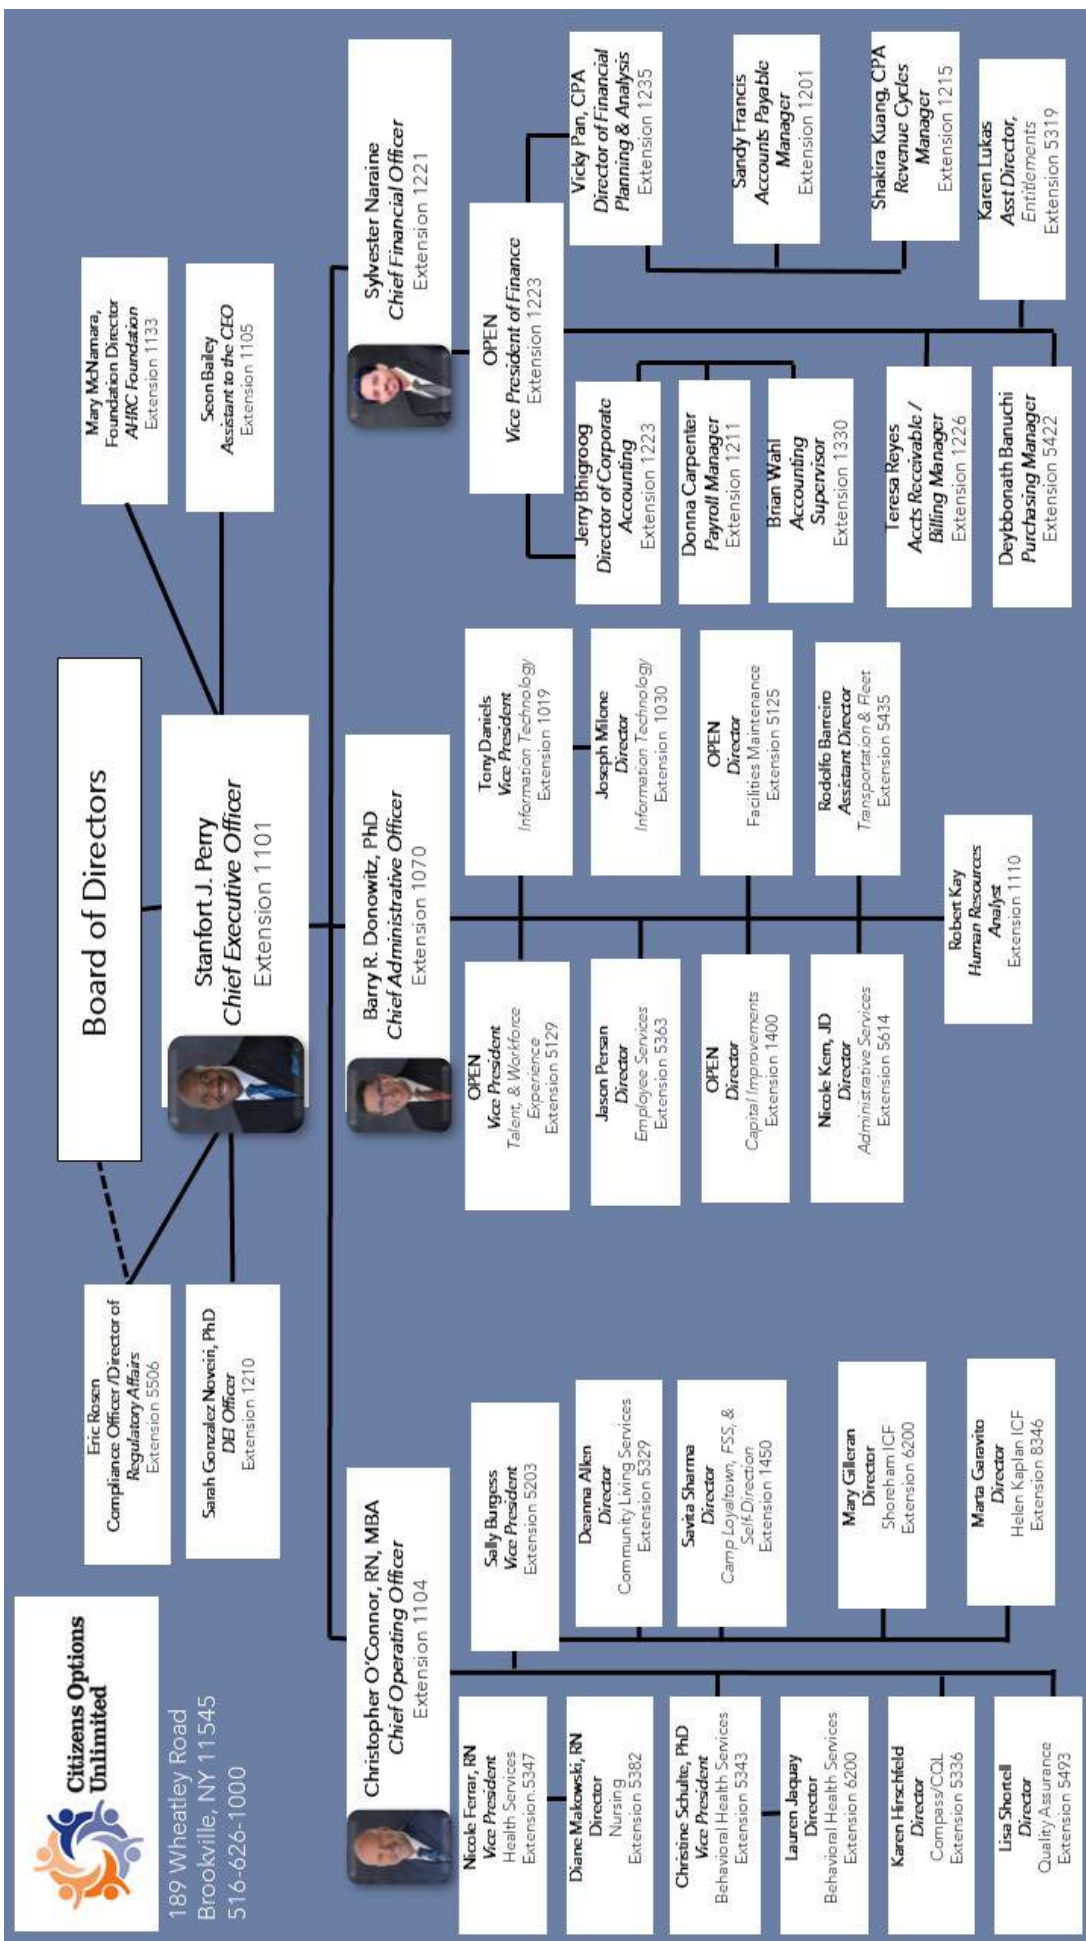 Citizens Options
Unlimited
189 Wheatley Road
Brookville, NY 11545
516-626-1000
Board of Directors
Eric Rosen
Compliance Officer /Director of
Regulatory Affairs
Extension 5506
Sarah Gonzalez Noveiri, PhD
DEI Officer
Extension 1210
Stanfort J. Perry
Chief Executive Officer
Extension 1101
Mary McNamara,
Foundation Director
AHRC Foundation
Extension 1133
Seon Bailey
Assistant to the CEO
Extension 1105
Christopher O'Connor, RN, MBA
Chief Operating Officer
Extension 1104
Nicole Ferrar, RN
Vice President
Health Services
Extension.5347
Diane Makowski, RN
Director
Nursing
Extension 5382
Christine Schulte, PhD
Vice President
Behavioral Health Services
Extension 5343
Lauren Jaquay
Director
Behavioral Health Services
Extension 6200
Karen Hirschfeld
Director
Compass/CQL
Extension 5336
Lisa Shortell
Director
Quality Assurance
Extension 5493
Sally Burgess
Vice President
Extension 5203
Deanna Allen
Director
Community Living Services
Extension 5329
Savita Sharma
Director
Camp Loyaltown, FSS, &
Self-Direction
Extension 1450
Mary Gilleran
Director
Shoreham ICF
Extension 6200
Marta Garavito
Director
Helen Kaplan ICF
Extension 8346
Barry R. Donowitz, PhD
Chief Administrative Officer
Extension 1070
OPEN
Vice President
Talent, & Workforce
Experience
Extension 5129
Jason Persan
Director
Employee Services
Extension 5363
OPEN
Director
Capital Improvements
Extension 1400
Nicole Kem, JD
Director
Administrative Services
Extension 5614
Tony Daniels
Vice President
Information Technology
Extension 1019
Joseph Milone
Director
Information Technology
Extension 1030
OPEN
Director
Facilities Maintenance
Extension 5125
Rodolfo Barreiro
Assistant Director
Transportation & Fleet
Extension 5435
Robert Kay
Human Resources
Analyst
Extension 1110
Sylvester Naraine
Chief Financial Officer
Extension 1221
OPEN
Vice President of Finance
Extension 1223
Jerry Bhigroog
Director of Corporate
Accounting
Extension 1223
Donna Carpenter
Payroll Manager
Extension 1211
Brian Wahl
Accounting
Supervisor
Extension 1330
Teresa Reyes
Accts Receivable /
Billing Manager
Extension 1226
Deybbonath Banuchi
Purchasing Manager
Extension 5422
Vicky Pan, CPA
Director of Financial
Planning & Analysis
Extension 1235
Sandy Francis
Accounts Payable
Manager
Extension 1201
Shakira Kuang, CPA
Revenue Cycles
Manager
Extension 1215
Karen Lukas
Asst Director,
Entitlements
Extension 5319